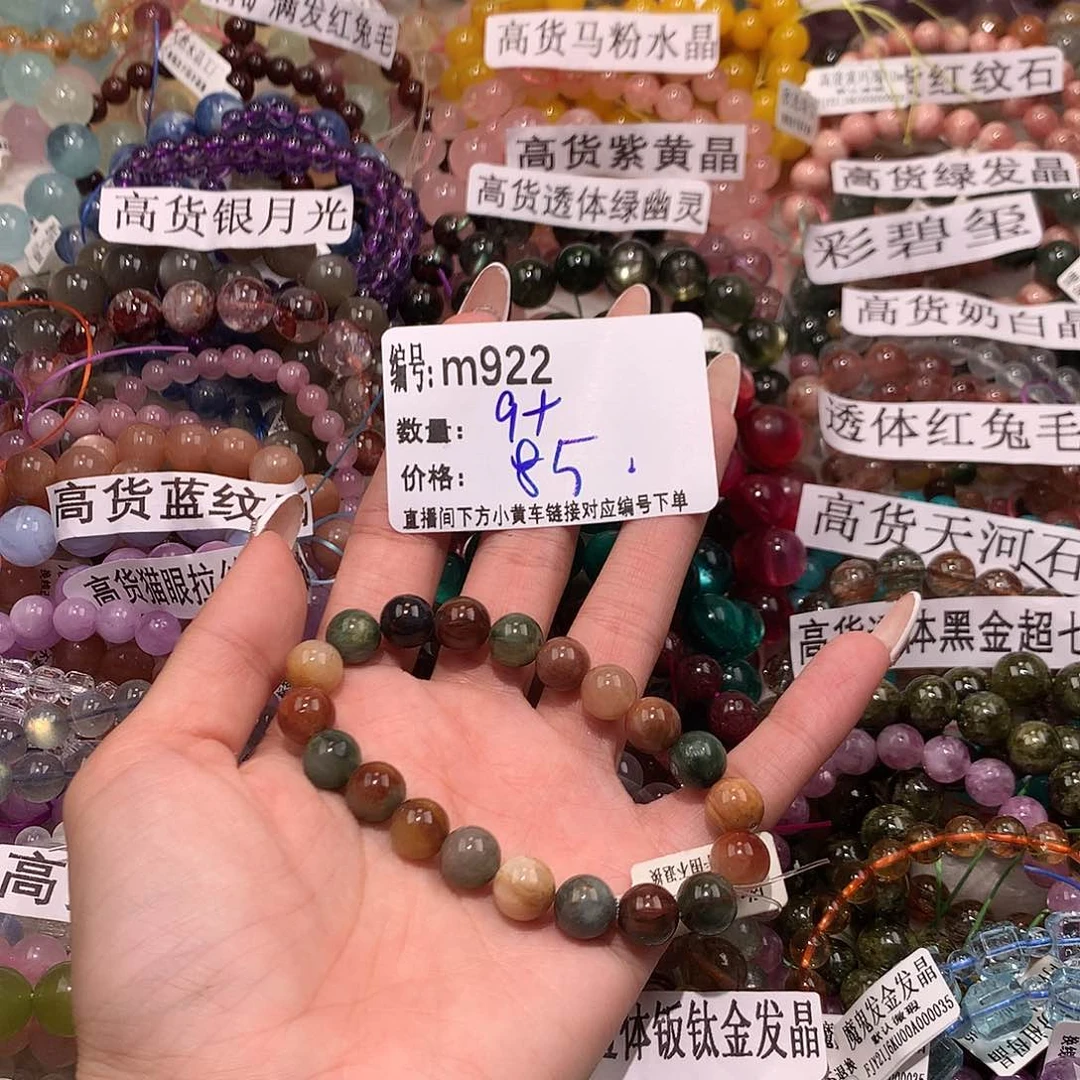 满发红兔毛
高货马粉水晶
红纹石
高货紫黄晶
高货绿发晶
高货透体绿幽灵
高货银月光
彩碧玺
高货奶白晶
编号: m922
数量: 9+
价格: 85.
直播间下方小黄车链接对应编号下单
透体红兔毛
高货蓝纹
高货天河石
高货猫眼拉
体黑金超七
不退换
高
体钣钛金发晶
魔鬼发金发晶
FJY21J6KU00A000035